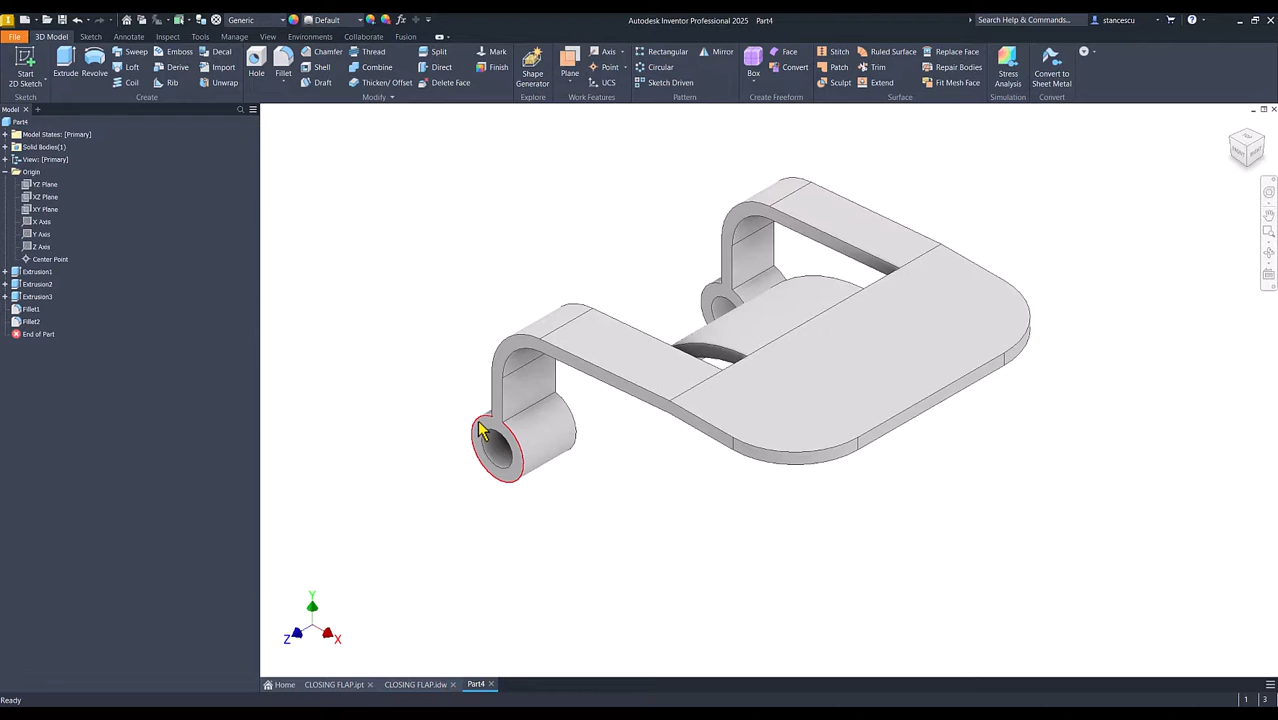 Generic
Default
Autodesk Inventor Professional 2025 Part4
Search Help & Commands...
stancescu
File
3D Model
Sketch
Annotate
Inspect
Tools
Manage
View
Environments
Collaborate
Fusion
Start
2D Sketch
Extrude
Revolve
Sweep
Emboss
Decal
Loft
Derive
Import
Coil
Rib
Unwrap
Hole
Fillet
Chamfer
Thread
Split
Direct
Shell
Combine
Draft
Thicken/ Offset
Delete Face
Mark
Finish
Shape
Generator
Plane
Axis
Point
UCS
Rectangular
Mirror
Circular
Sketch Driven
Box
Face
Convert
Stitch
Ruled Surface
Replace Face
Patch
Trim
Repair Bodies
Sculpt
Extend
Fit Mesh Face
Stress
Analysis
Convert to
Sheet Metal
Sketch
Create
Modify
Explore
Work Features
Pattern
Create Freeform
Surface
Simulation
Convert
Model
Part4
Model States: [Primary]
Solid Bodies(1)
View: [Primary]
Origin
YZ Plane
XZ Plane
XY Plane
X Axis
Y Axis
Z Axis
Center Point
Extrusion1
Extrusion2
Extrusion3
Fillet1
Fillet2
End of Part
TOP
FRONT
RIGHT
Y
Z
X
Home
CLOSING FLAP.ipt
CLOSING FLAP.idw
Part4
Ready
1
3